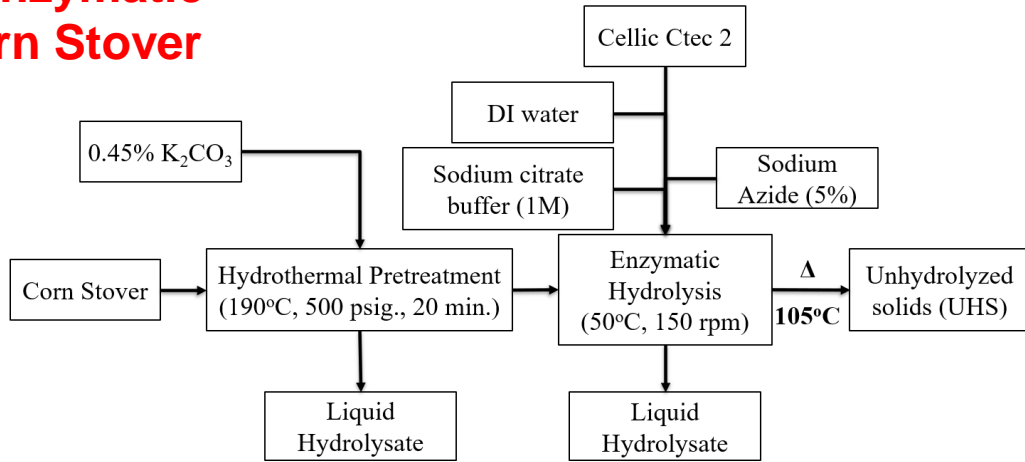 rn Stover
Cellic Ctec 2
DI water
0.45% K₂CO₃
Sodium citrate
buffer (1M)
Sodium
Azide (5%)
Corn Stover
Hydrothermal Pretreatment
(190°C, 500 psig., 20 min.)
Enzymatic
Hydrolysis
(50°C, 150 rpm)
Δ
105°C
Unhydrolyzed
solids (UHS)
Liquid
Hydrolysate
Liquid
Hydrolysate